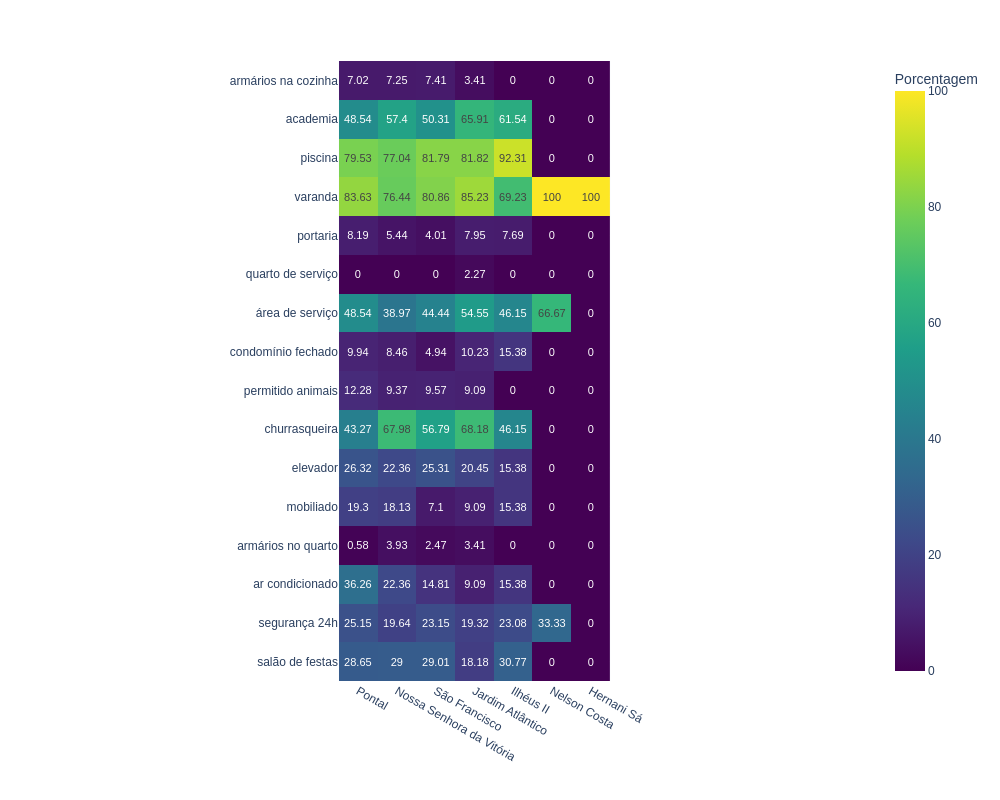 Porcentagem
100
80
60
40
20
0
armários na cozinha 7.02 7.25 7.41 3.41 0 0 0
academia 48.54 57.4 50.31 65.91 61.54 0 0
piscina 79.53 77.04 81.79 81.82 92.31 0 0
varanda 83.63 76.44 80.86 85.23 69.23 100 100
portaria 8.19 5.44 4.01 7.95 7.69 0 0
quarto de serviço 0 0 0 2.27 0 0 0
área de serviço 48.54 38.97 44.44 54.55 46.15 66.67 0
condomínio fechado 9.94 8.46 4.94 10.23 15.38 0 0
permitido animais 12.28 9.37 9.57 9.09 0 0 0
churrasqueira 43.27 67.98 56.79 68.18 46.15 0 0
elevador 26.32 22.36 25.31 20.45 15.38 0 0
mobiliado 19.3 18.13 7.1 9.09 15.38 0 0
armários no quarto 0.58 3.93 2.47 3.41 0 0 0
ar condicionado 36.26 22.36 14.81 9.09 15.38 0 0
segurança 24h 25.15 19.64 23.15 19.32 23.08 33.33 0
salão de festas 28.65 29 29.01 18.18 30.77 0 0
Pontal
Nossa Senhora da Vitória
São Francisco
Jardim Atlântico
Ilhéus II
Nelson Costa
Hernani Sá